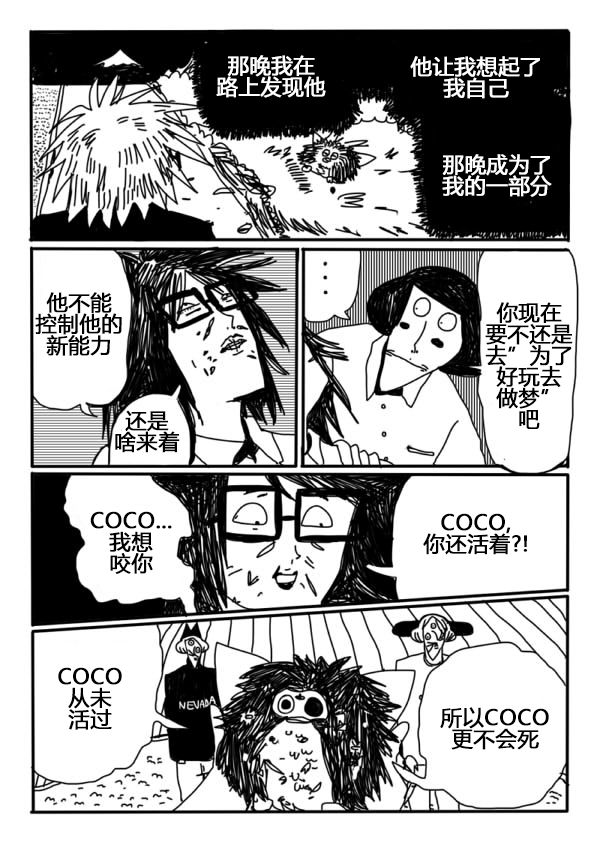 那晚我在
路上发现他
他让我想起了
我自己
那晚成为了
我的一部分
他不能
控制他的
新能力
还是
啥来着
...
你现在
要不还是
去”为了
好玩去
做梦”
吧
COCO...
我想
咬你
COCO,
你还活着?!
COCO
从未
活过
NEVADA
所以COCO
更不会死